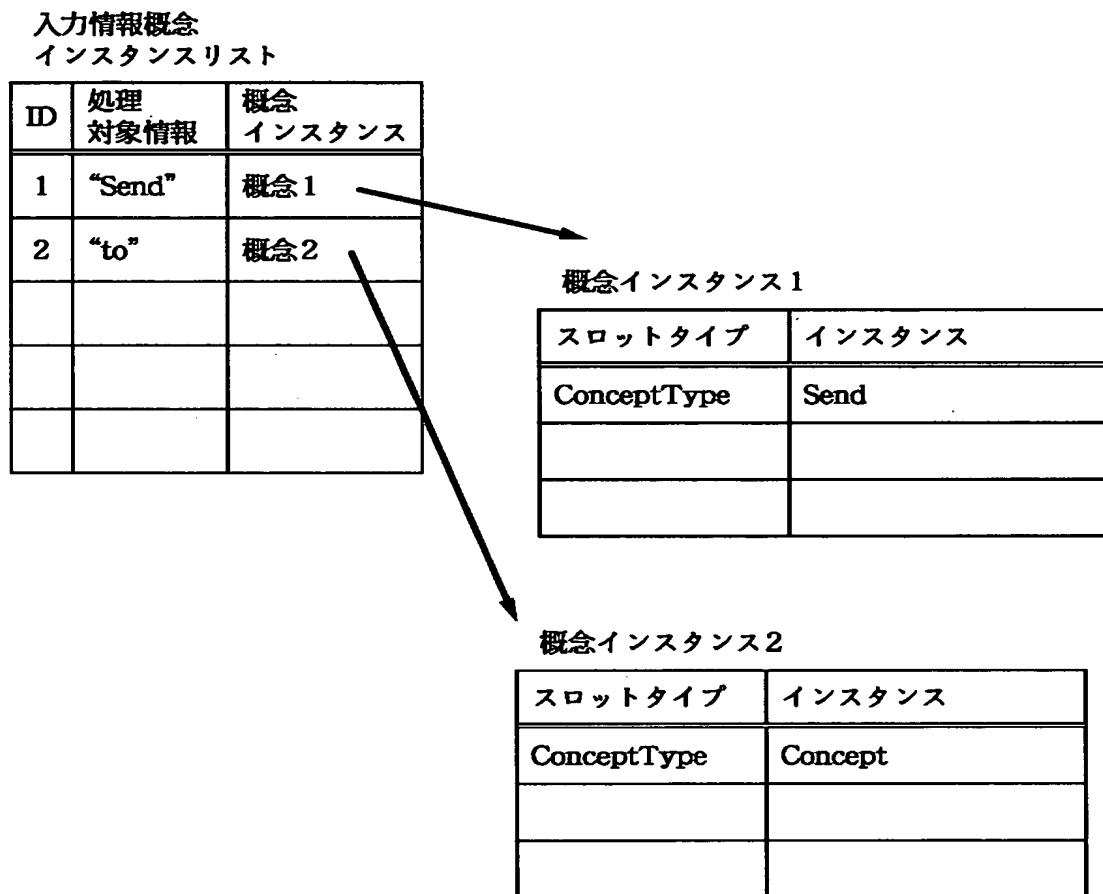 入力情報概念
インスタンスリスト
ID 処理 概念
対象情報 インスタンス
1 “Send” 概念1
2 “to” 概念2
概念インスタンス1
スロットタイプ インスタンス
ConceptType Send
概念インスタンス2
スロットタイプ インスタンス
ConceptType Concept